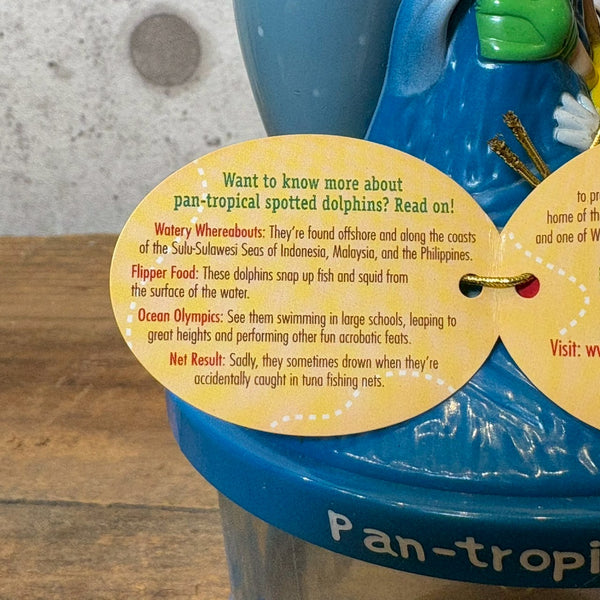 Want to know more about
pan-tropical spotted dolphins? Read on!
Watery Whereabouts: They're found offshore and along the coasts
of the Sulu-Sulawesi Seas of Indonesia, Malaysia, and the Philippines.
Flipper Food: These dolphins snap up fish and squid from
the surface of the water.
Ocean Olympics: See them swimming in large schools, leaping to
great heights and performing other fun acrobatic feats.
Net Result: Sadly, they sometimes drown when they're
accidentally caught in tuna fishing nets.
to pr
home of th
and one of W
Visit: ww
Pan-tropi